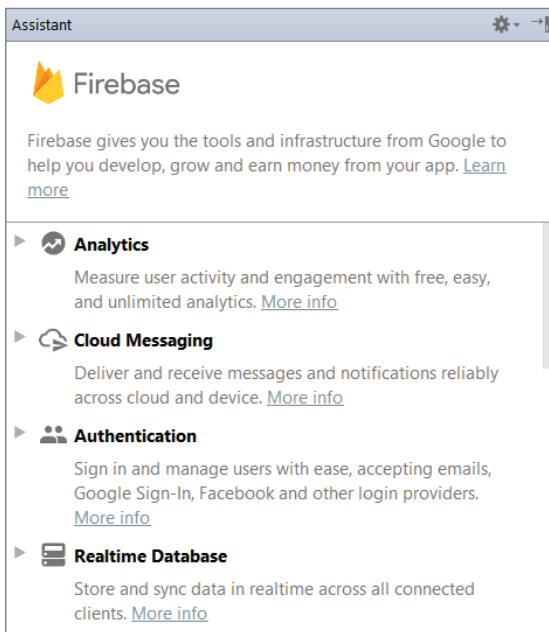 Assistant
Firebase
Firebase gives you the tools and infrastructure from Google to
help you develop, grow and earn money from your app. Learn
more
Analytics
Measure user activity and engagement with free, easy,
and unlimited analytics. More info
Cloud Messaging
Deliver and receive messages and notifications reliably
across cloud and device. More info
Authentication
Sign in and manage users with ease, accepting emails,
Google Sign-In, Facebook and other login providers.
More info
Realtime Database
Store and sync data in realtime across all connected
clients. More info